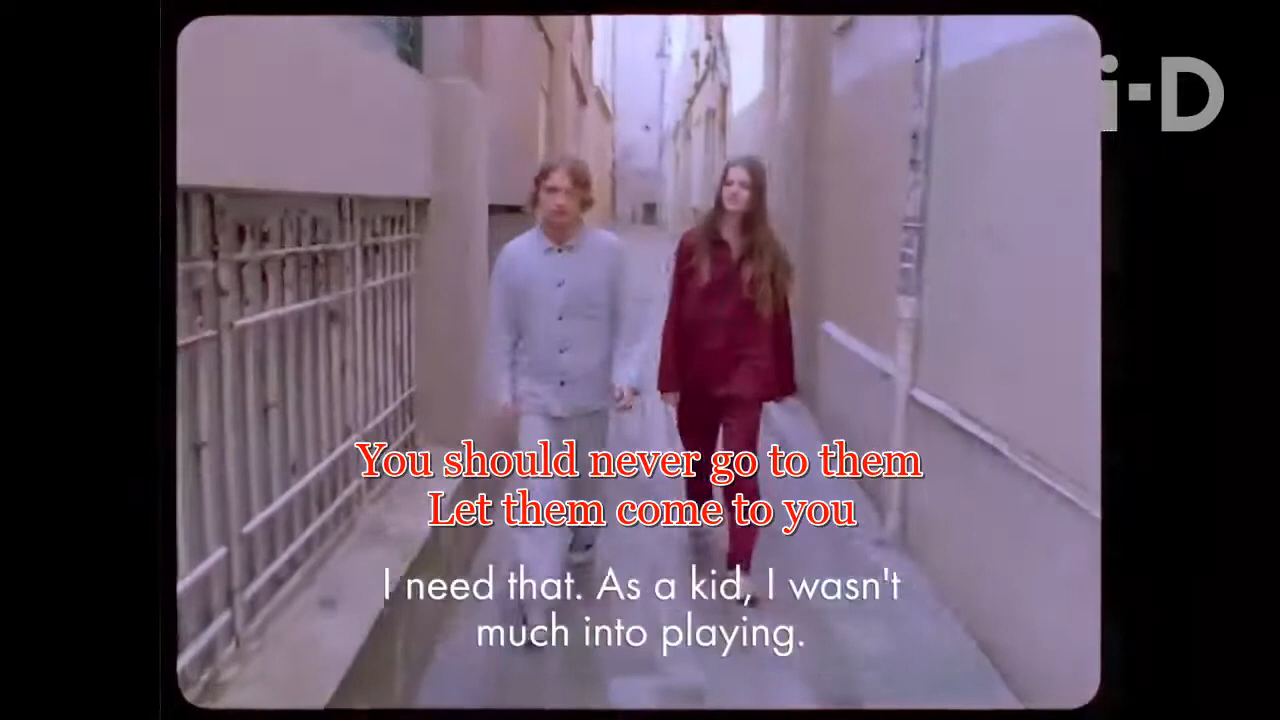 i-D
You should never go to them
Let them come to you
I need that. As a kid, I wasn't
much into playing.